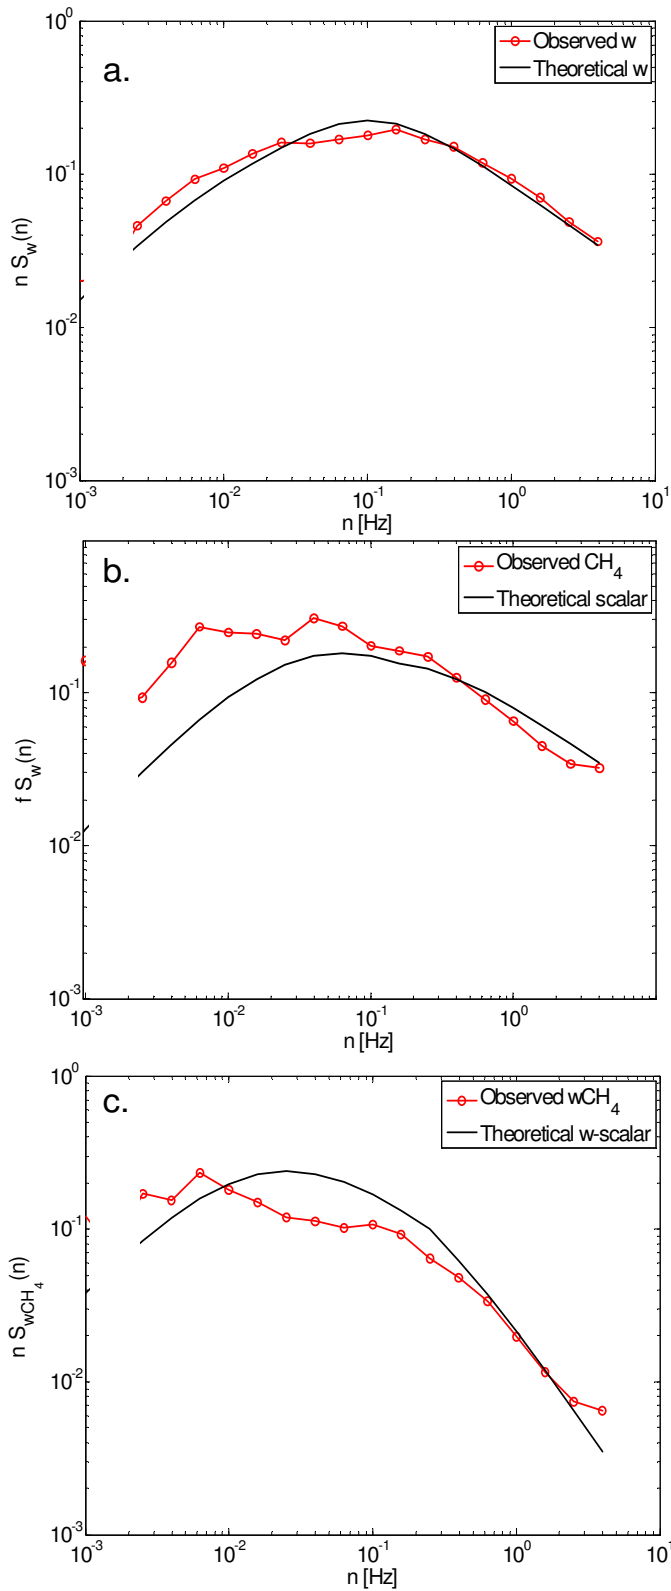 10^0
a.
Observed w
Theoretical w
10^-1
n S_w(n)
10^-2
10^-3
10^-3 10^-2 10^-1 10^0 10^1
n [Hz]
b.
Observed CH_4
Theoretical scalar
10^-1
f S_w(n)
10^-2
10^-3
10^-3 10^-2 10^-1 10^0
n [Hz]
10^0
c.
Observed wCH_4
Theoretical w-scalar
10^-1
n S_wCH_4(n)
10^-2
10^-3
10^-3 10^-2 10^-1 10^0 10^1
n [Hz]